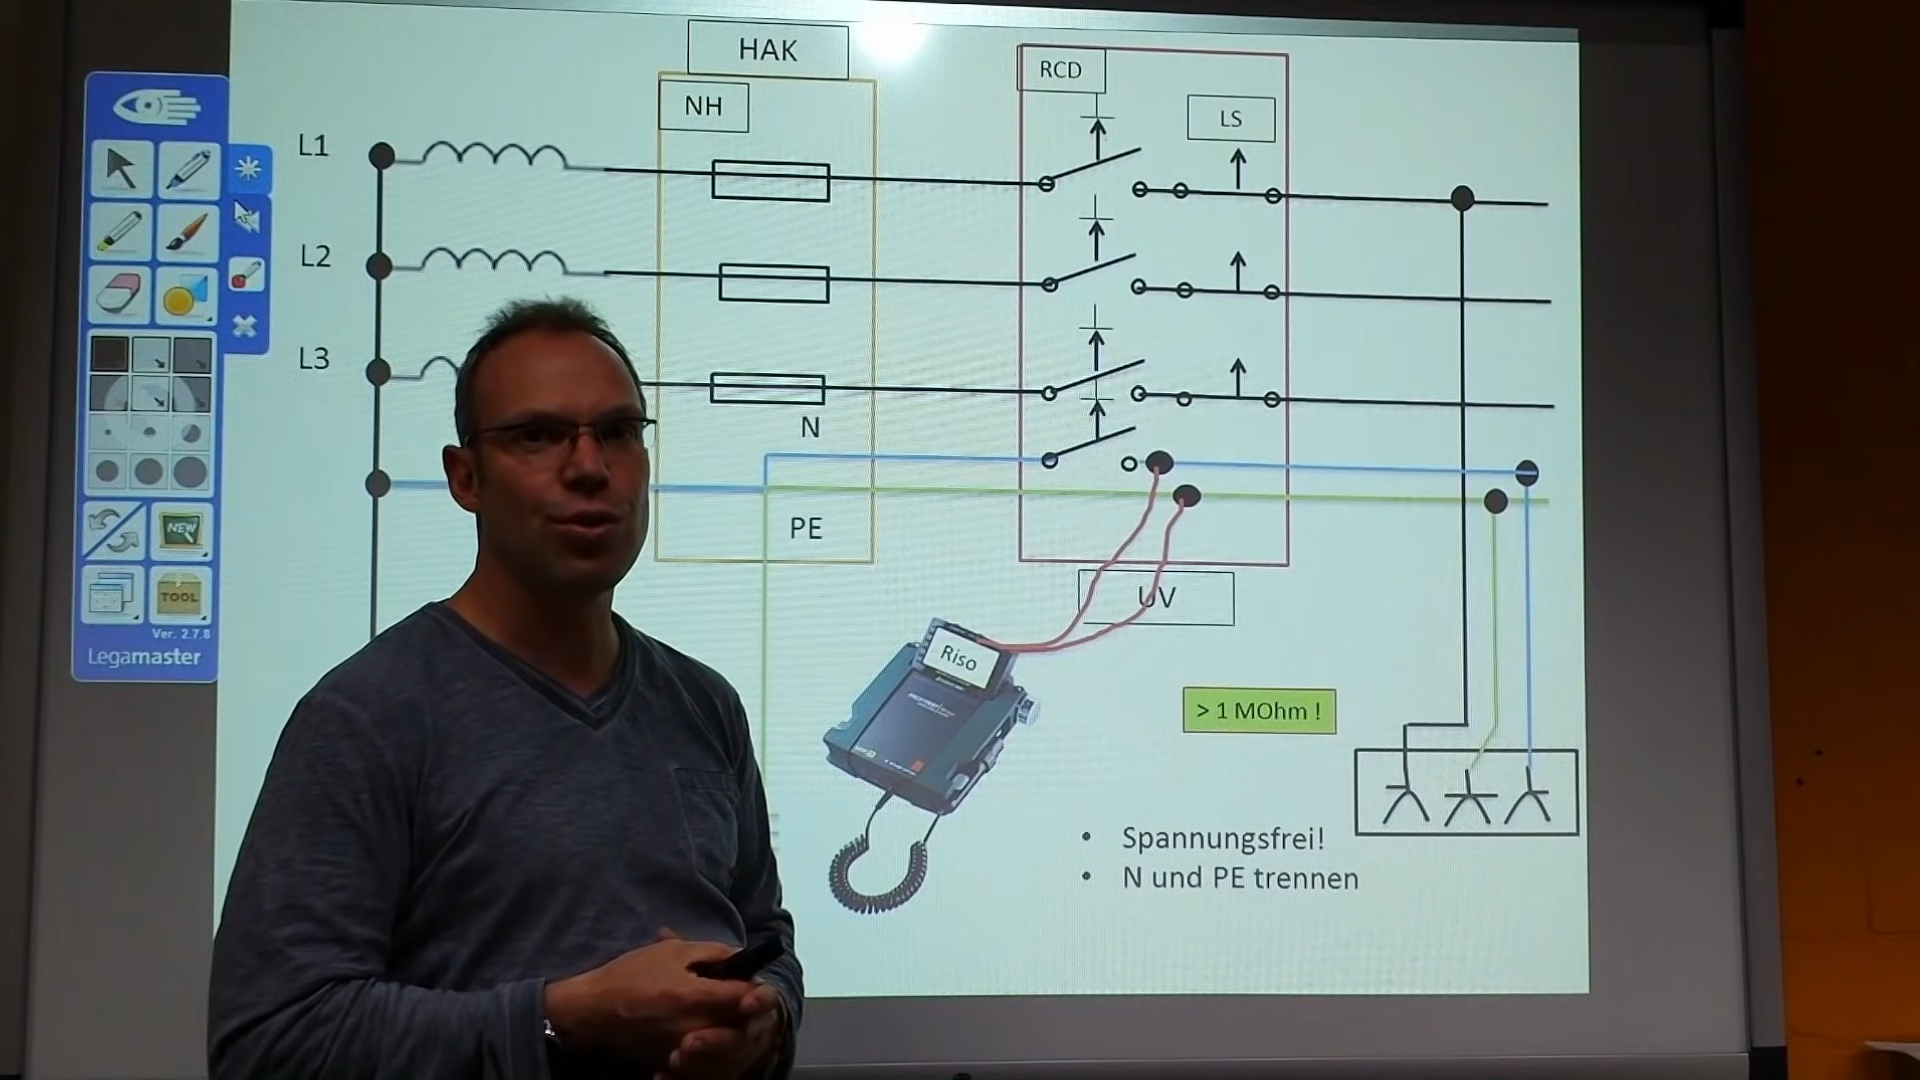 HAK
RCD
NH
LS
L1
L2
L3
N
PE
UV
Riso
> 1 MOhm !
• Spannungsfrei!
• N und PE trennen
NEW
TOOL
Ver. 2.7.8
Legamaster